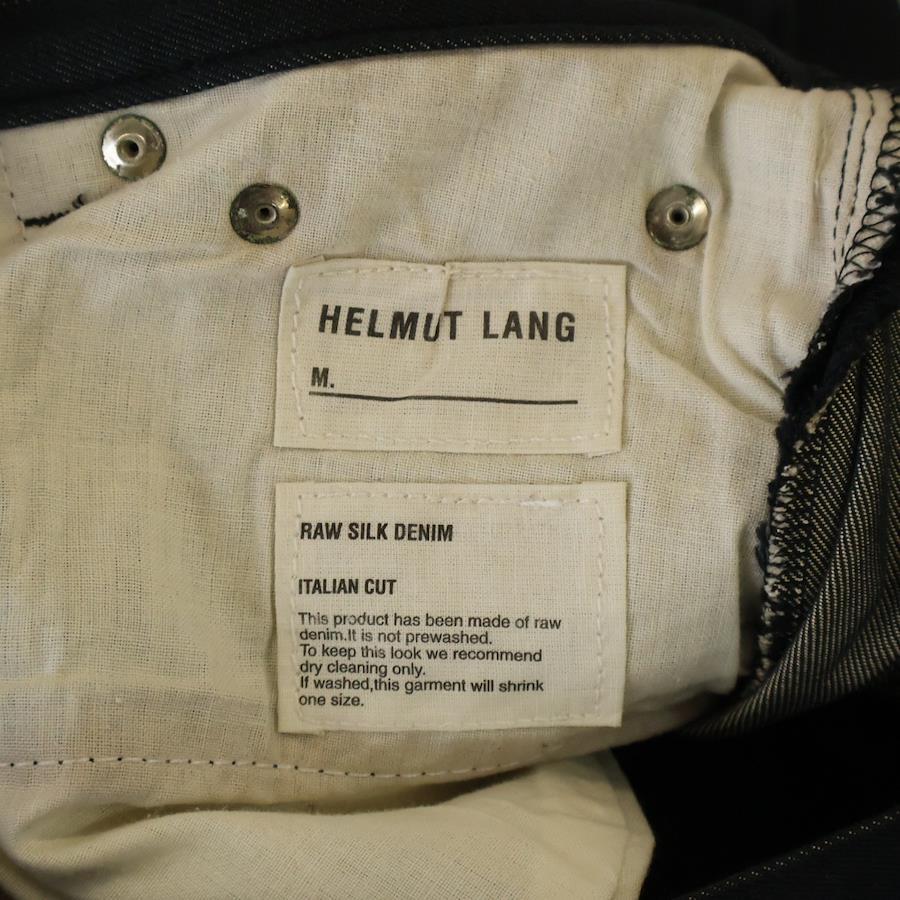 HELMUT LANG
M.
RAW SILK DENIM
ITALIAN CUT
This product has been made of raw
denim.It is not prewashed.
To keep this look we recommend
dry cleaning only.
If washed,this garment will shrink
one size.